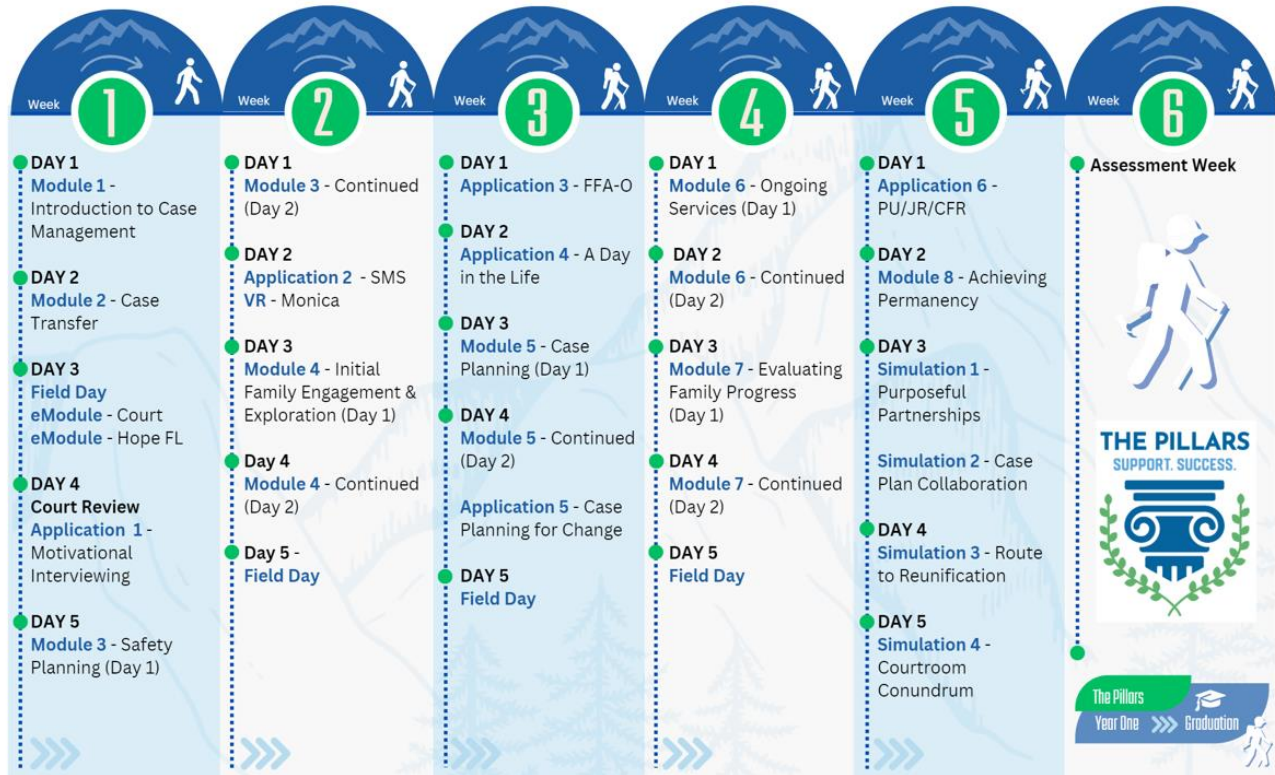 Week 1
DAY 1
Module 1 -
Introduction to Case
Management
DAY 2
Module 2 - Case
Transfer
DAY 3
Field Day
eModule - Court
eModule - Hope FL
DAY 4
Court Review
Application 1 -
Motivational
Interviewing
DAY 5
Module 3 - Safety
Planning (Day 1)
Week 2
DAY 1
Module 3 - Continued
(Day 2)
DAY 2
Application 2 - SMS
VR - Monica
DAY 3
Module 4 - Initial
Family Engagement &
Exploration (Day 1)
Day 4
Module 4 - Continued
(Day 2)
Day 5 -
Field Day
Week 3
DAY 1
Application 3 - FFA-O
DAY 2
Application 4 - A Day
in the Life
DAY 3
Module 5 - Case
Planning (Day 1)
DAY 4
Module 5 - Continued
(Day 2)
Application 5 - Case
Planning for Change
DAY 5
Field Day
Week 4
DAY 1
Module 6 - Ongoing
Services (Day 1)
DAY 2
Module 6 - Continued
(Day 2)
DAY 3
Module 7 - Evaluating
Family Progress
(Day 1)
DAY 4
Module 7 - Continued
(Day 2)
DAY 5
Field Day
Week 5
DAY 1
Application 6 -
PU/JR/CFR
DAY 2
Module 8 - Achieving
Permanency
DAY 3
Simulation 1 -
Purposeful
Partnerships
Simulation 2 - Case
Plan Collaboration
DAY 4
Simulation 3 - Route
to Reunification
DAY 5
Simulation 4 -
Courtroom
Conundrum
Week 6
Assessment Week
THE PILLARS
SUPPORT. SUCCESS.
The Pillars
Year One >>> Graduation